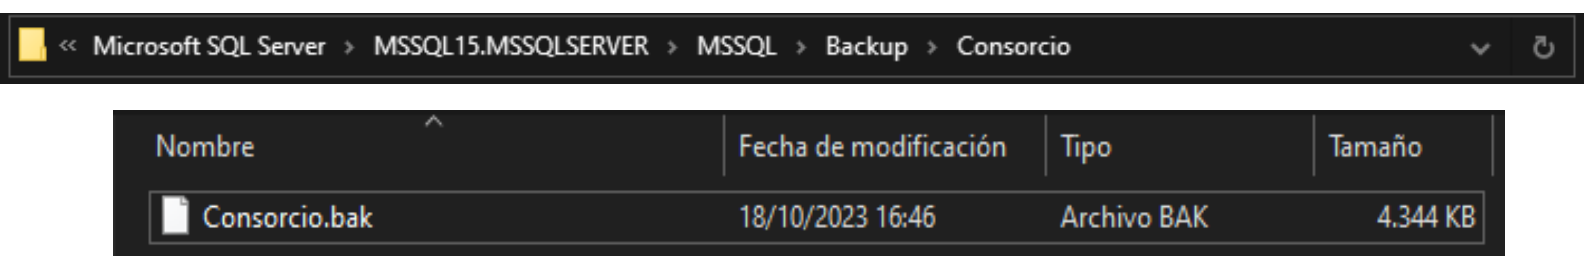 « Microsoft SQL Server > MSSQL15.MSSQLSERVER > MSSQL > Backup > Consorcio
Nombre Fecha de modificación Tipo Tamaño
Consorcio.bak 18/10/2023 16:46 Archivo BAK 4.344 KB